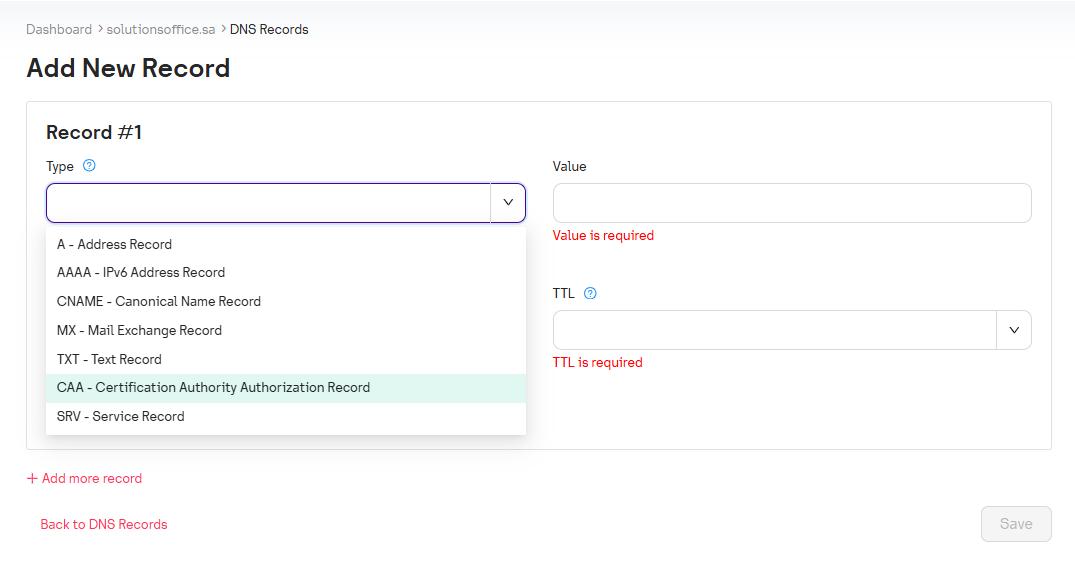 Dashboard > solutionsoffice.sa > DNS Records
Add New Record
Record #1
Type
Value
Value is required
A - Address Record
AAAA - IPv6 Address Record
CNAME - Canonical Name Record
MX - Mail Exchange Record
TXT - Text Record
CAA - Certification Authority Authorization Record
SRV - Service Record
TTL
TTL is required
+ Add more record
Back to DNS Records
Save